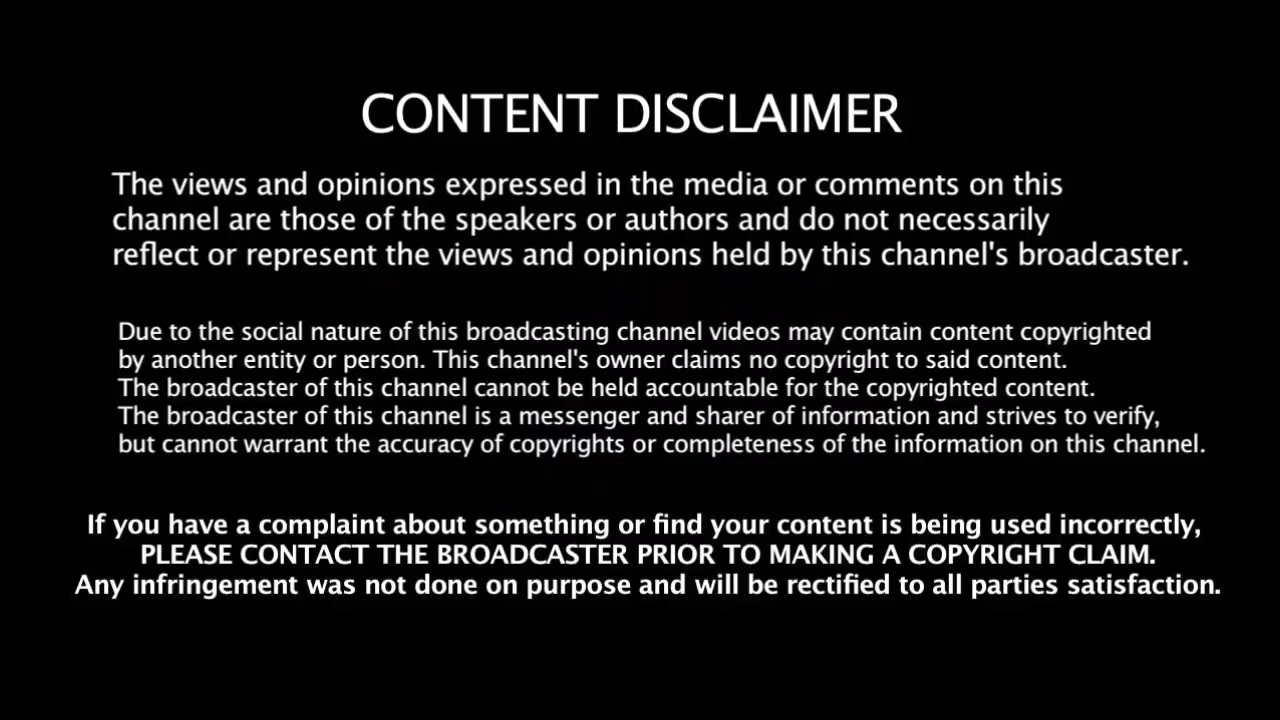 CONTENT DISCLAIMER
The views and opinions expressed in the media or comments on this
channel are those of the speakers or authors and do not necessarily
reflect or represent the views and opinions held by this channel's broadcaster.
Due to the social nature of this broadcasting channel videos may contain content copyrighted
by another entity or person. This channel's owner claims no copyright to said content.
The broadcaster of this channel cannot be held accountable for the copyrighted content.
The broadcaster of this channel is a messenger and sharer of information and strives to verify,
but cannot warrant the accuracy of copyrights or completeness of the information on this channel.
If you have a complaint about something or find your content is being used incorrectly,
PLEASE CONTACT THE BROADCASTER PRIOR TO MAKING A COPYRIGHT CLAIM.
Any infringement was not done on purpose and will be rectified to all parties satisfaction.